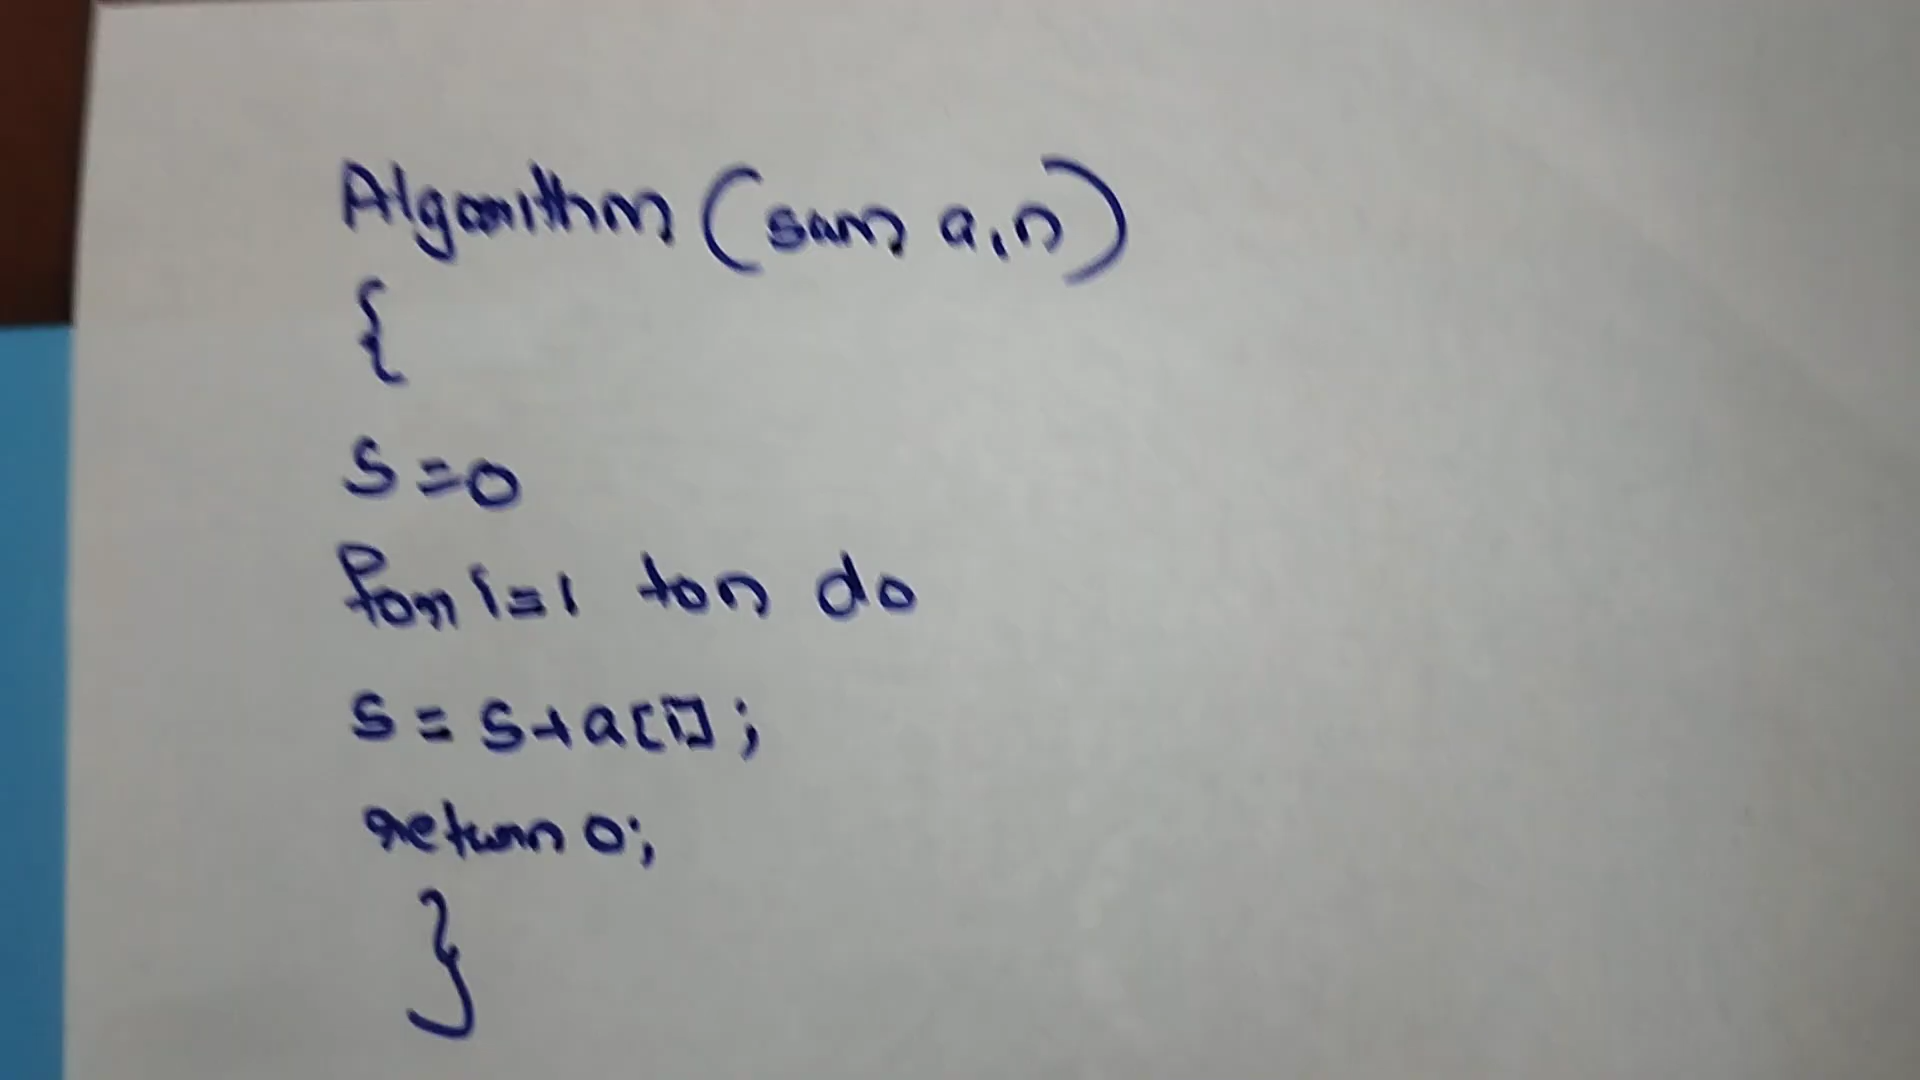 Algorithm (sum a,n)
{
S=0
for i=1 to n do
S = S+a[i];
return 0;
}